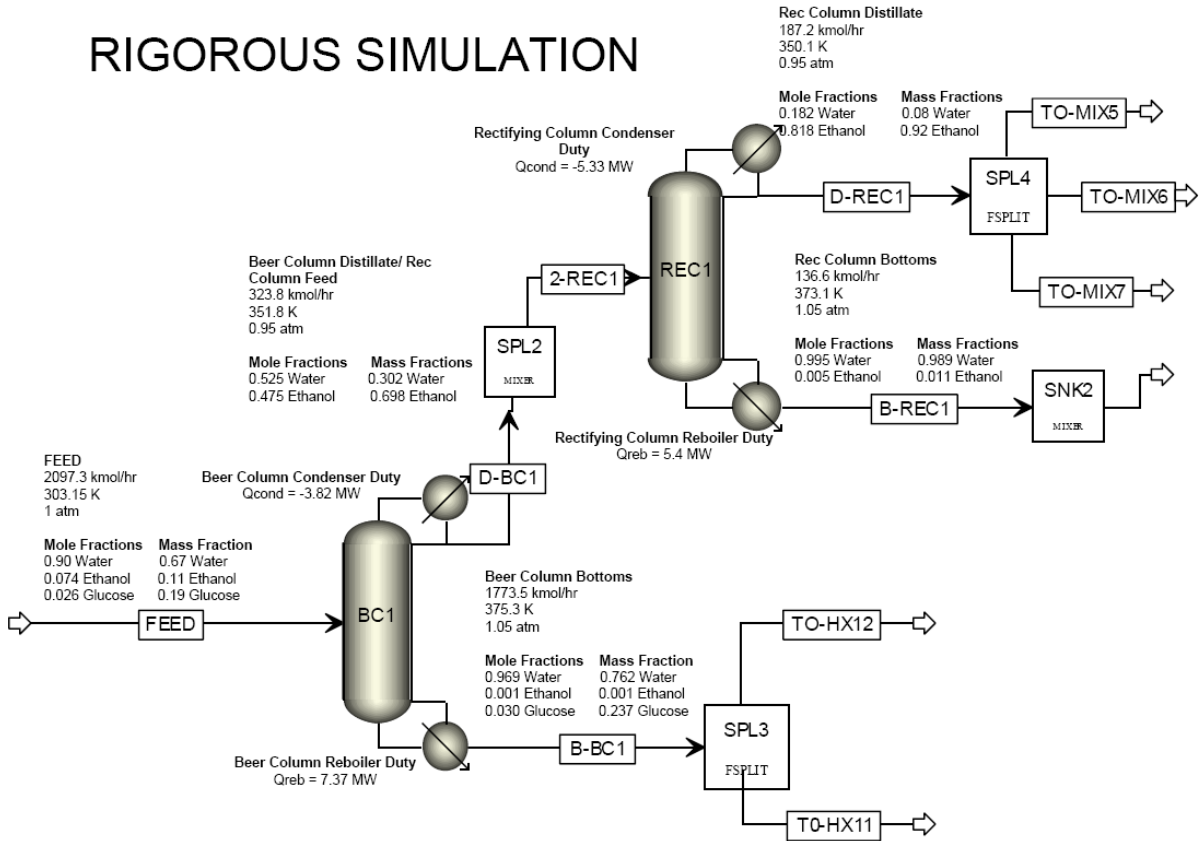 RIGOROUS SIMULATION
Rec Column Distillate
187.2 kmol/hr
350.1 K
0.95 atm
Mole Fractions Mass Fractions
0.182 Water 0.08 Water
0.818 Ethanol 0.92 Ethanol
Rectifying Column Condenser
Duty
Qcond = -5.33 MW
TO-MIX5
SPL4
FSPLIT
D-REC1
TO-MIX6
TO-MIX7
REC1
2-REC1
Beer Column Distillate/ Rec
Column Feed
323.8 kmol/hr
351.8 K
0.95 atm
Mole Fractions Mass Fractions
0.525 Water 0.302 Water
0.475 Ethanol 0.698 Ethanol
SPL2
MIXER
Rec Column Bottoms
136.6 kmol/hr
373.1 K
1.05 atm
Mole Fractions Mass Fractions
0.995 Water 0.989 Water
0.005 Ethanol 0.011 Ethanol
B-REC1
SNK2
MIXER
Rectifying Column Reboiler Duty
Qreb = 5.4 MW
FEED
2097.3 kmol/hr
303.15 K
1 atm
Mole Fractions Mass Fraction
0.90 Water 0.67 Water
0.074 Ethanol 0.11 Ethanol
0.026 Glucose 0.19 Glucose
Beer Column Condenser Duty
Qcond = -3.82 MW
D-BC1
FEED
BC1
Beer Column Bottoms
1773.5 kmol/hr
375.3 K
1.05 atm
Mole Fractions Mass Fraction
0.969 Water 0.762 Water
0.001 Ethanol 0.001 Ethanol
0.030 Glucose 0.237 Glucose
TO-HX12
SPL3
FSPLIT
B-BC1
Beer Column Reboiler Duty
Qreb = 7.37 MW
T0-HX11